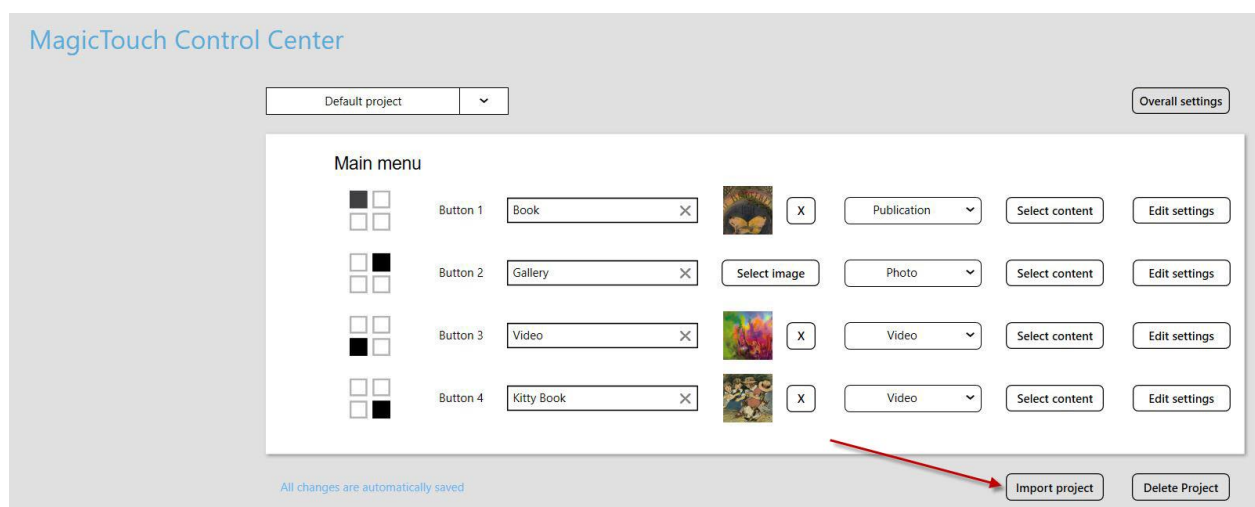 MagicTouch Control Center
Default project
Overall settings
Main menu
Button 1 Book X Publication Select content Edit settings
Button 2 Gallery Select image Photo Select content Edit settings
Button 3 Video X Video Select content Edit settings
Button 4 Kitty Book X Video Select content Edit settings
All changes are automatically saved Import project Delete Project